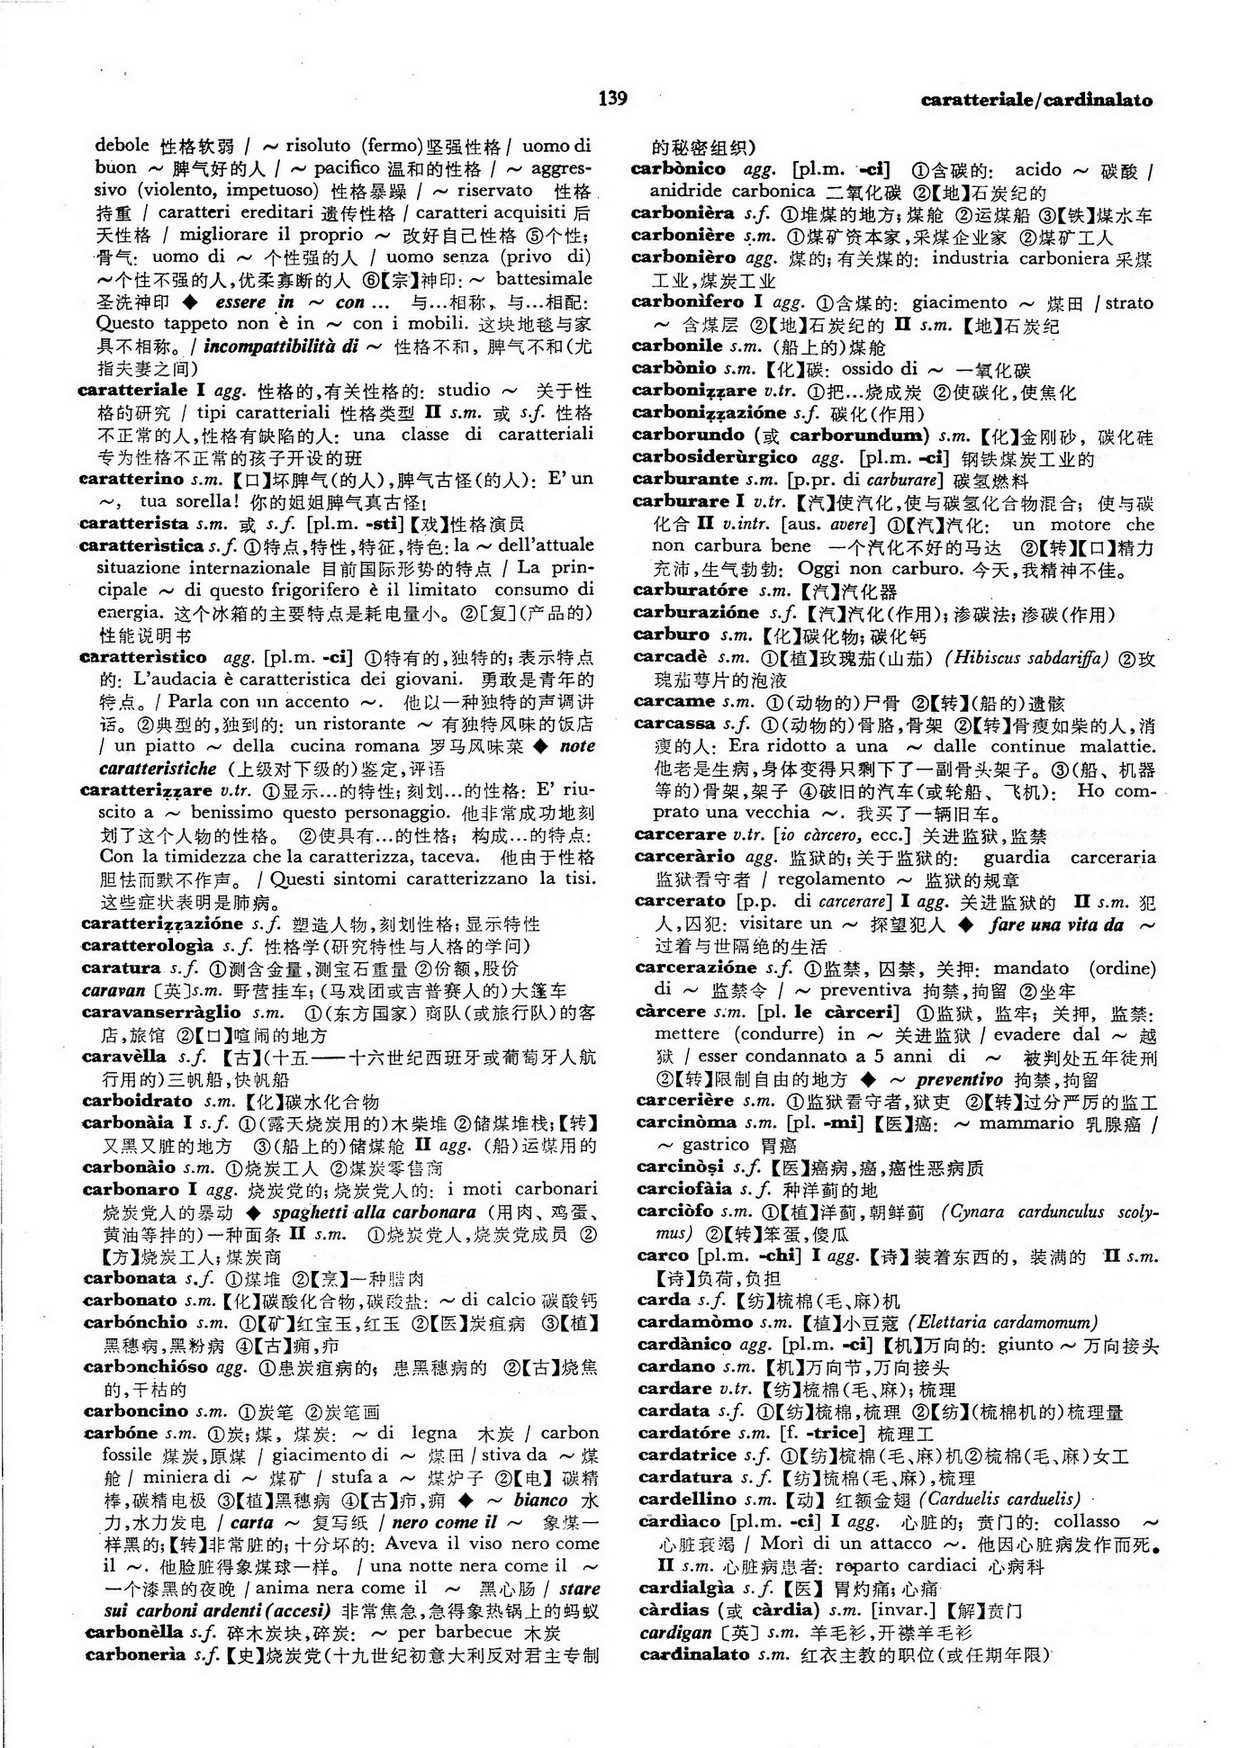 139
caratteriale/cardinalato
debole 性格软弱 / ～ risoluto (fermo)坚强性格/ uomo di
buon ～ 脾气好的人 / ～ pacifico 温和的性格 / ～ aggres-
sivo (violento, impetuoso) 性格暴躁 / ～ riservato 性格
持重 / caratteri ereditari 遗传性格 / caratteri acquisiti 后
天性格 / migliorare il proprio ～ 改好自己性格 ⑤个性;
骨气: uomo di ～ 个性强的人 / uomo senza (privo di)
～个性不强的人,优柔寡断的人 ⑥【宗】神印: ～ battesimale
圣洗神印 ◆ essere in ～ con ... 与...相称, 与...相配:
Questo tappeto non è in ～ con i mobili. 这块地毯与家
具不相称。/ incompattibilità di ～ 性格不和, 脾气不和(尤
指夫妻之间)
caratteriale I agg. 性格的,有关性格的: studio ～ 关于性
格的研究 / tipi caratteriali 性格类型 II s.m. 或 s.f. 性格
不正常的人,性格有缺陷的人: una classe di caratteriali
专为性格不正常的孩子开设的班
caratterino s.m. 【口】坏脾气(的人),脾气古怪(的人): E' un
～, tua sorella! 你的姐姐脾气真古怪!
caratterista s.m. 或 s.f. [pl.m. -sti]【戏】性格演员
caratterìstica s.f. ①特点,特性,特征,特色: la ～ dell'attuale
situazione internazionale 目前国际形势的特点 / La prin-
cipale ～ di questo frigorifero è il limitato consumo di
energia. 这个冰箱的主要特点是耗电量小。②[复](产品的)
性能说明书
caratterìstico agg. [pl.m. -ci] ①特有的,独特的; 表示特点
的: L'audacia è caratteristica dei giovani. 勇敢是青年的
特点。/ Parla con un accento ～. 他以一种独特的声调讲
话。②典型的,独到的: un ristorante ～ 有独特风味的饭店
/ un piatto ～ della cucina romana 罗马风味菜 ◆ note
caratteristiche (上级对下级的)鉴定,评语
caratteriẓẓare v.tr. ①显示...的特性; 刻划...的性格: E' riu-
scito a ～ benissimo questo personaggio. 他非常成功地刻
划了这个人物的性格。 ②使具有...的性格; 构成...的特点:
Con la timidezza che la caratterizza, taceva. 他由于性格
胆怯而默不作声。 / Questi sintomi caratterizzano la tisi.
这些症状表明是肺病。
caratteriẓẓazióne s.f. 塑造人物,刻划性格; 显示特性
caratterologìa s.f. 性格学(研究特性与人格的学问)
caratura s.f. ①测含金量,测宝石重量 ②份额,股份
caravan [英]s.m. 野营挂车; (马戏团或吉普赛人的)大篷车
caravanserràglio s.m. ①(东方国家) 商队(或旅行队)的客
店,旅馆 ②【口】喧闹的地方
caravèlla s.f. 【古】(十五——十六世纪西班牙或葡萄牙人航
行用的)三帆船,快帆船
carboidrato s.m. 【化】碳水化合物
carbonàia I s.f. ①(露天烧炭用的)木柴堆 ②储煤堆栈;【转】
又黑又脏的地方 ③(船上的)储煤舱 II agg. (船)运煤用的
carbonàio s.m. ①烧炭工人 ②煤炭零售商
carbonaro I agg. 烧炭党的; 烧炭党人的: i moti carbonari
烧炭党人的暴动 ◆ spaghetti alla carbonara (用肉、鸡蛋、
黄油等拌的)一种面条 II s.m. ①烧炭党人,烧炭党成员 ②
【方】烧炭工人; 煤炭商
carbonata s.f. ①煤堆 ②【烹】一种腊肉
carbonato s.m.【化】碳酸化合物,碳酸盐: ～ di calcio 碳酸钙
carbónchio s.m. ①【矿】红宝玉,红玉 ②【医】炭疽病 ③【植】
黑穗病,黑粉病 ④【古】痈,疖
carbonchióso agg. ①患炭疽病的; 患黑穗病的 ②【古】烧焦
的,干枯的
carboncino s.m. ①炭笔 ②炭笔画
carbóne s.m. ①炭; 煤, 煤炭: ～ di legna 木炭 / carbon
fossile 煤炭,原煤 / giacimento di ～ 煤田 / stiva da ～ 煤
舱 / miniera di ～ 煤矿 / stufa a ～ 煤炉子 ②【电】碳精
棒,碳精电极 ③【植】黑穗病 ④【古】疖,痈 ◆ ～ bianco 水
力,水力发电 / carta ～ 复写纸 / nero come il ～ 象煤一
样黑的;【转】非常脏的; 十分坏的: Aveva il viso nero come
il ～. 他脸脏得象煤球一样。 / una notte nera come il ～
一个漆黑的夜晚 / anima nera come il ～ 黑心肠 / stare
sui carboni ardenti (accesi) 非常焦急,急得象热锅上的蚂蚁
carbonèlla s.f. 碎木炭块,碎炭: ～ per barbecue 木炭
carbonerìa s.f.【史】烧炭党(十九世纪初意大利反对君主专制
的秘密组织)
carbònico agg. [pl.m. -ci] ①含碳的: acido ～ 碳酸 /
anidride carbonica 二氧化碳 ②【地】石炭纪的
carbonièra s.f. ①堆煤的地方; 煤舱 ②运煤船 ③【铁】煤水车
carbonière s.m. ①煤矿资本家,采煤企业家 ②煤矿工人
carbonièro agg. 煤的; 有关煤的: industria carboniera 采煤
工业,煤炭工业
carbonìfero I agg. ①含煤的: giacimento ～ 煤田 / strato
～ 含煤层 ②【地】石炭纪的 II s.m. 【地】石炭纪
carbonile s.m. (船上的)煤舱
carbònio s.m. 【化】碳: ossido di ～ 一氧化碳
carboniẓẓare v.tr. ①把...烧成炭 ②使碳化,使焦化
carboniẓẓazióne s.f. 碳化(作用)
carborundo (或 carborundum) s.m. 【化】金刚砂, 碳化硅
carbosiderùrgico agg. [pl.m. -ci] 钢铁煤炭工业的
carburante s.m. [p.pr. di carburare] 碳氢燃料
carburare I v.tr. 【汽】使汽化,使与碳氢化合物混合; 使与碳
化合 II v.intr. [aus. avere] ①【汽】汽化: un motore che
non carbura bene 一个汽化不好的马达 ②【转】【口】精力
充沛,生气勃勃: Oggi non carburo. 今天,我精神不佳。
carburatóre s.m. 【汽】汽化器
carburazióne s.f. 【汽】汽化(作用); 渗碳法; 渗碳(作用)
carburo s.m. 【化】碳化物; 碳化钙
carcadè s.m. ①【植】玫瑰茄(山茄) (Hibiscus sabdariffa) ②玫
瑰茄萼片的泡液
carcame s.m. ①(动物的)尸骨 ②【转】(船的)遗骸
carcassa s.f. ①(动物的)骨胳,骨架 ②【转】骨瘦如柴的人,消
瘦的人: Era ridotto a una ～ dalle continue malattie.
他老是生病,身体变得只剩下了一副骨头架子。③(船、机器
等的)骨架,架子 ④破旧的汽车(或轮船、飞机): Ho com-
prato una vecchia ～. 我买了一辆旧车。
carcerare v.tr. [io càrcero, ecc.] 关进监狱,监禁
carceràrio agg. 监狱的; 关于监狱的: guardia carceraria
监狱看守者 / regolamento ～ 监狱的规章
carcerato [p.p. di carcerare] I agg. 关进监狱的 II s.m. 犯
人,囚犯: visitare un ～ 探望犯人 ◆ fare una vita da ～
过着与世隔绝的生活
carcerazióne s.f. ①监禁, 囚禁, 关押: mandato (ordine)
di ～ 监禁令 / ～ preventiva 拘禁,拘留 ②坐牢
càrcere s.m. [pl. le càrceri] ①监狱, 监牢; 关押, 监禁:
mettere (condurre) in ～ 关进监狱 / evadere dal ～ 越
狱 / esser condannato a 5 anni di ～ 被判处五年徒刑
②【转】限制自由的地方 ◆ ～ preventivo 拘禁,拘留
carcerière s.m. ①监狱看守者,狱吏 ②【转】过分严厉的监工
carcinòma s.m. [pl. -mi]【医】癌: ～ mammario 乳腺癌 /
～ gastrico 胃癌
carcinòṣi s.f.【医】癌病,癌,癌性恶病质
carciofàia s.f. 种洋蓟的地
carciòfo s.m. ①【植】洋蓟,朝鲜蓟 (Cynara cardunculus scoly-
mus) ②【转】笨蛋,傻瓜
carco [pl.m. -chi] I agg.【诗】装着东西的, 装满的 II s.m.
【诗】负荷,负担
carda s.f. 【纺】梳棉(毛、麻)机
cardamòmo s.m. 【植】小豆蔻 (Elettaria cardamomum)
cardànico agg. [pl.m. -ci]【机】万向的: giunto ～ 万向接头
cardano s.m. 【机】万向节,万向接头
cardare v.tr. 【纺】梳棉(毛、麻); 梳理
cardata s.f. ①【纺】梳棉,梳理 ②【纺】(梳棉机的)梳理量
cardatóre s.m. [f. -trice] 梳理工
cardatrice s.f. ①【纺】梳棉(毛、麻)机②梳棉(毛、麻)女工
cardatura s.f. 【纺】梳棉(毛、麻),梳理
cardellino s.m. 【动】红额金翅 (Carduelis carduelis)
cardìaco [pl.m. -ci] I agg. 心脏的; 贲门的: collasso ～
心脏衰竭 / Morì di un attacco ～. 他因心脏病发作而死。
II s.m. 心脏病患者: reparto cardiaci 心病科
cardialgìa s.f. 【医】胃灼痛; 心痛
càrdias (或 càrdia) s.m. [invar.] 【解】贲门
cardigan [英] s.m. 羊毛衫,开襟羊毛衫
cardinalato s.m. 红衣主教的职位(或任期年限)